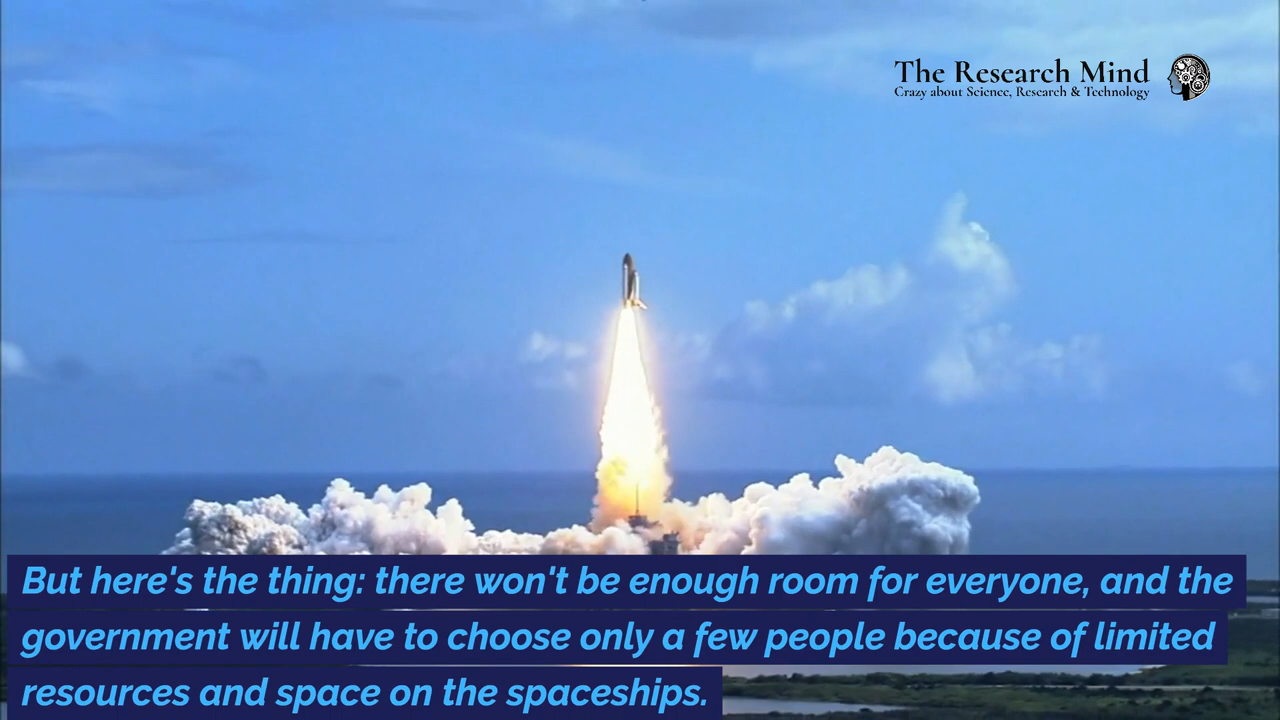 The Research Mind
Crazy about Science, Research & Technology
But here's the thing: there won't be enough room for everyone, and the
government will have to choose only a few people because of limited
resources and space on the spaceships.